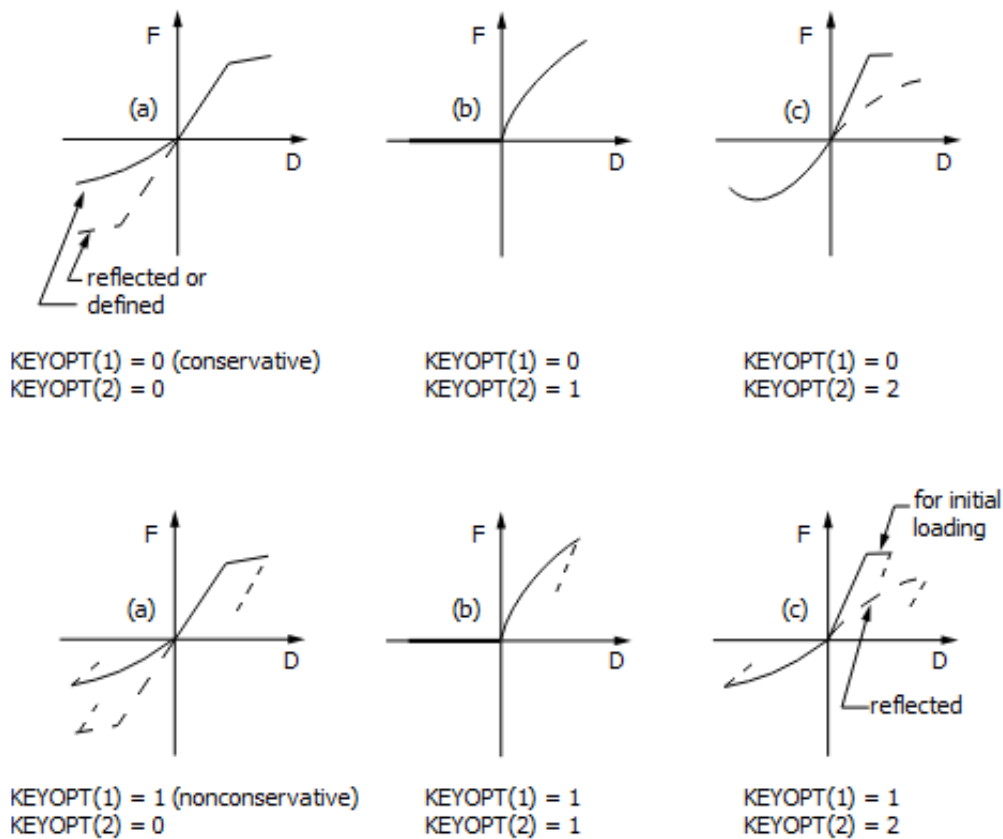 F
(a)
D
reflected or
defined
KEYOPT(1) = 0 (conservative)
KEYOPT(2) = 0
F
(b)
D
KEYOPT(1) = 0
KEYOPT(2) = 1
F
(c)
D
KEYOPT(1) = 0
KEYOPT(2) = 2
F
(a)
D
KEYOPT(1) = 1 (nonconservative)
KEYOPT(2) = 0
F
(b)
D
KEYOPT(1) = 1
KEYOPT(2) = 1
for initial
loading
F
(c)
D
reflected
KEYOPT(1) = 1
KEYOPT(2) = 2